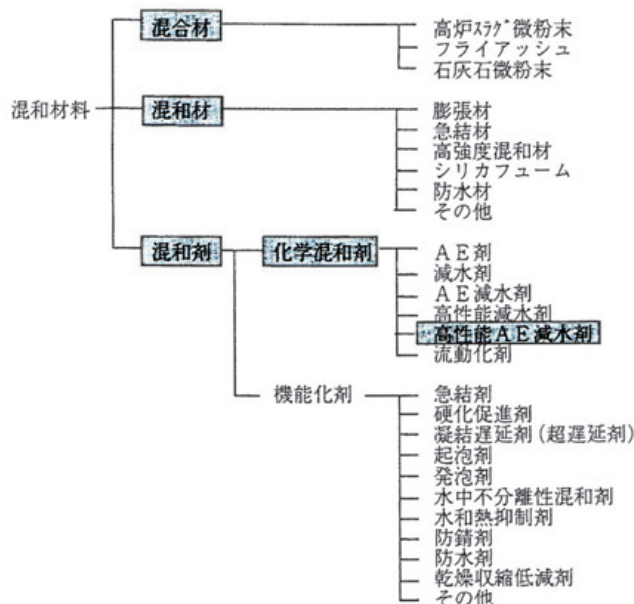 混合材
高炉ｽﾗｸﾞ微粉末
フライアッシュ
石灰石微粉末
混和材料
混和材
膨張材
急結材
高強度混和材
シリカフューム
防水材
その他
混和剤
化学混和剤
ＡＥ剤
減水剤
ＡＥ減水剤
高性能減水剤
高性能ＡＥ減水剤
流動化剤
機能化剤
急結剤
硬化促進剤
凝結遅延剤（超遅延剤）
起泡剤
発泡剤
水中不分離性混和剤
水和熱抑制剤
防錆剤
防水剤
乾燥収縮低減剤
その他